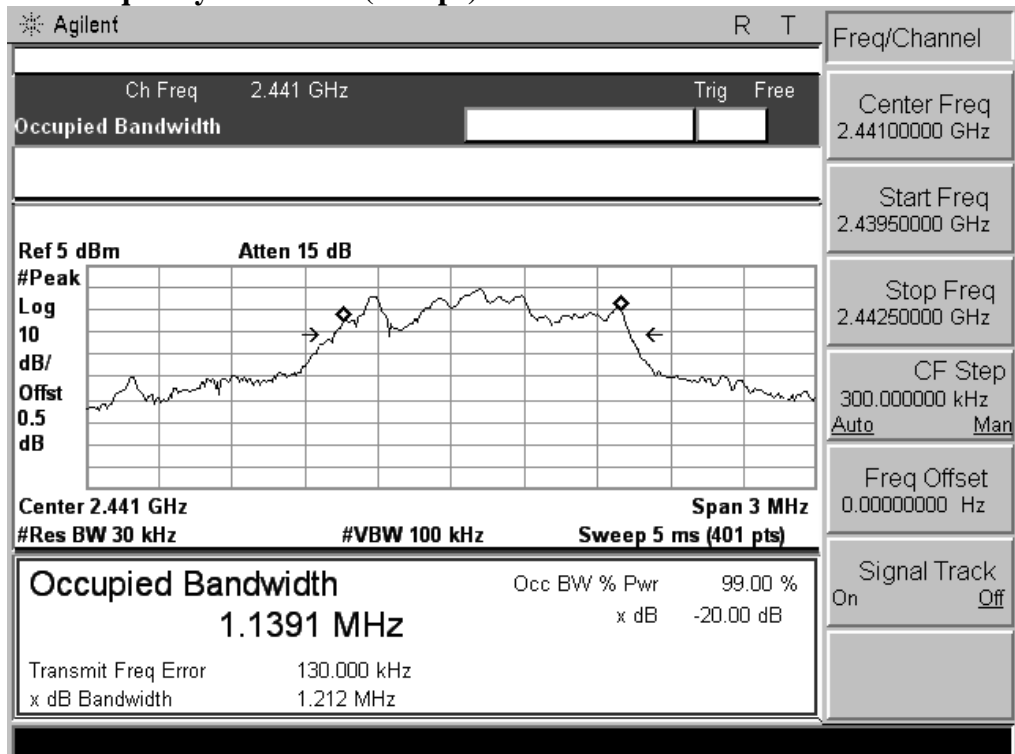 Agilent
R T
Ch Freq 2.441 GHz
Trig Free
Occupied Bandwidth
Ref 5 dBm
Atten 15 dB
#Peak
Log
10
dB/
Offst
0.5
dB
Center 2.441 GHz
Span 3 MHz
#Res BW 30 kHz
#VBW 100 kHz
Sweep 5 ms (401 pts)
Occupied Bandwidth
1.1391 MHz
Occ BW % Pwr 99.00 %
x dB -20.00 dB
Transmit Freq Error 130.000 kHz
x dB Bandwidth 1.212 MHz
Freq/Channel
Center Freq
2.44100000 GHz
Start Freq
2.43950000 GHz
Stop Freq
2.44250000 GHz
CF Step
300.000000 kHz
Auto Man
Freq Offset
0.00000000 Hz
Signal Track
On Off